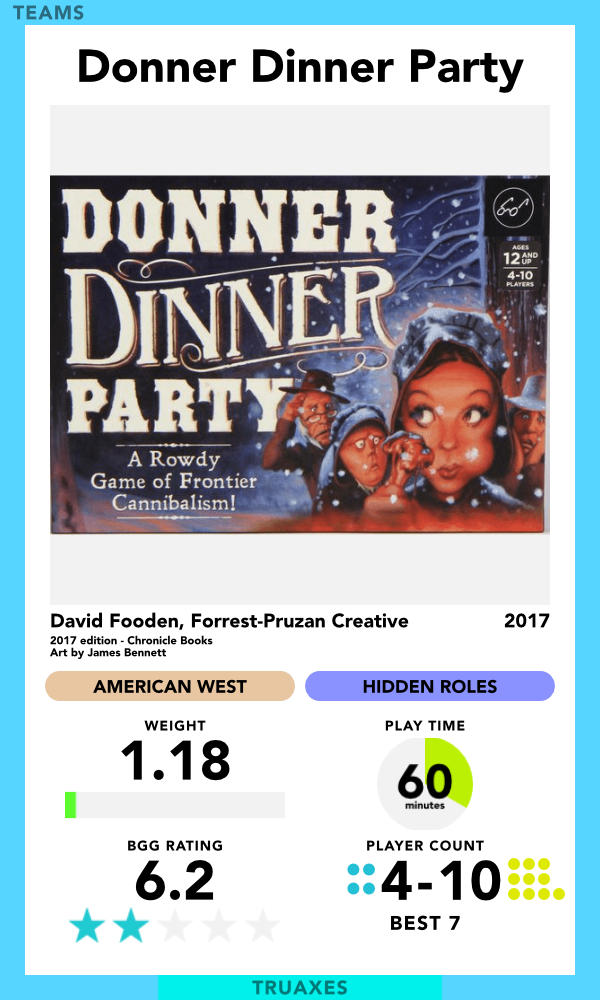 TEAMS
Donner Dinner Party
DONNER
DINNER
PARTY™
A Rowdy
Game of Frontier
Cannibalism!
AGES
12 AND UP
4-10
PLAYERS
David Fooden, Forrest-Pruzan Creative 2017
2017 edition - Chronicle Books
Art by James Bennett
AMERICAN WEST HIDDEN ROLES
WEIGHT PLAY TIME
1.18 60
minutes
BGG RATING PLAYER COUNT
6.2 4-10
BEST 7
TRUAXES